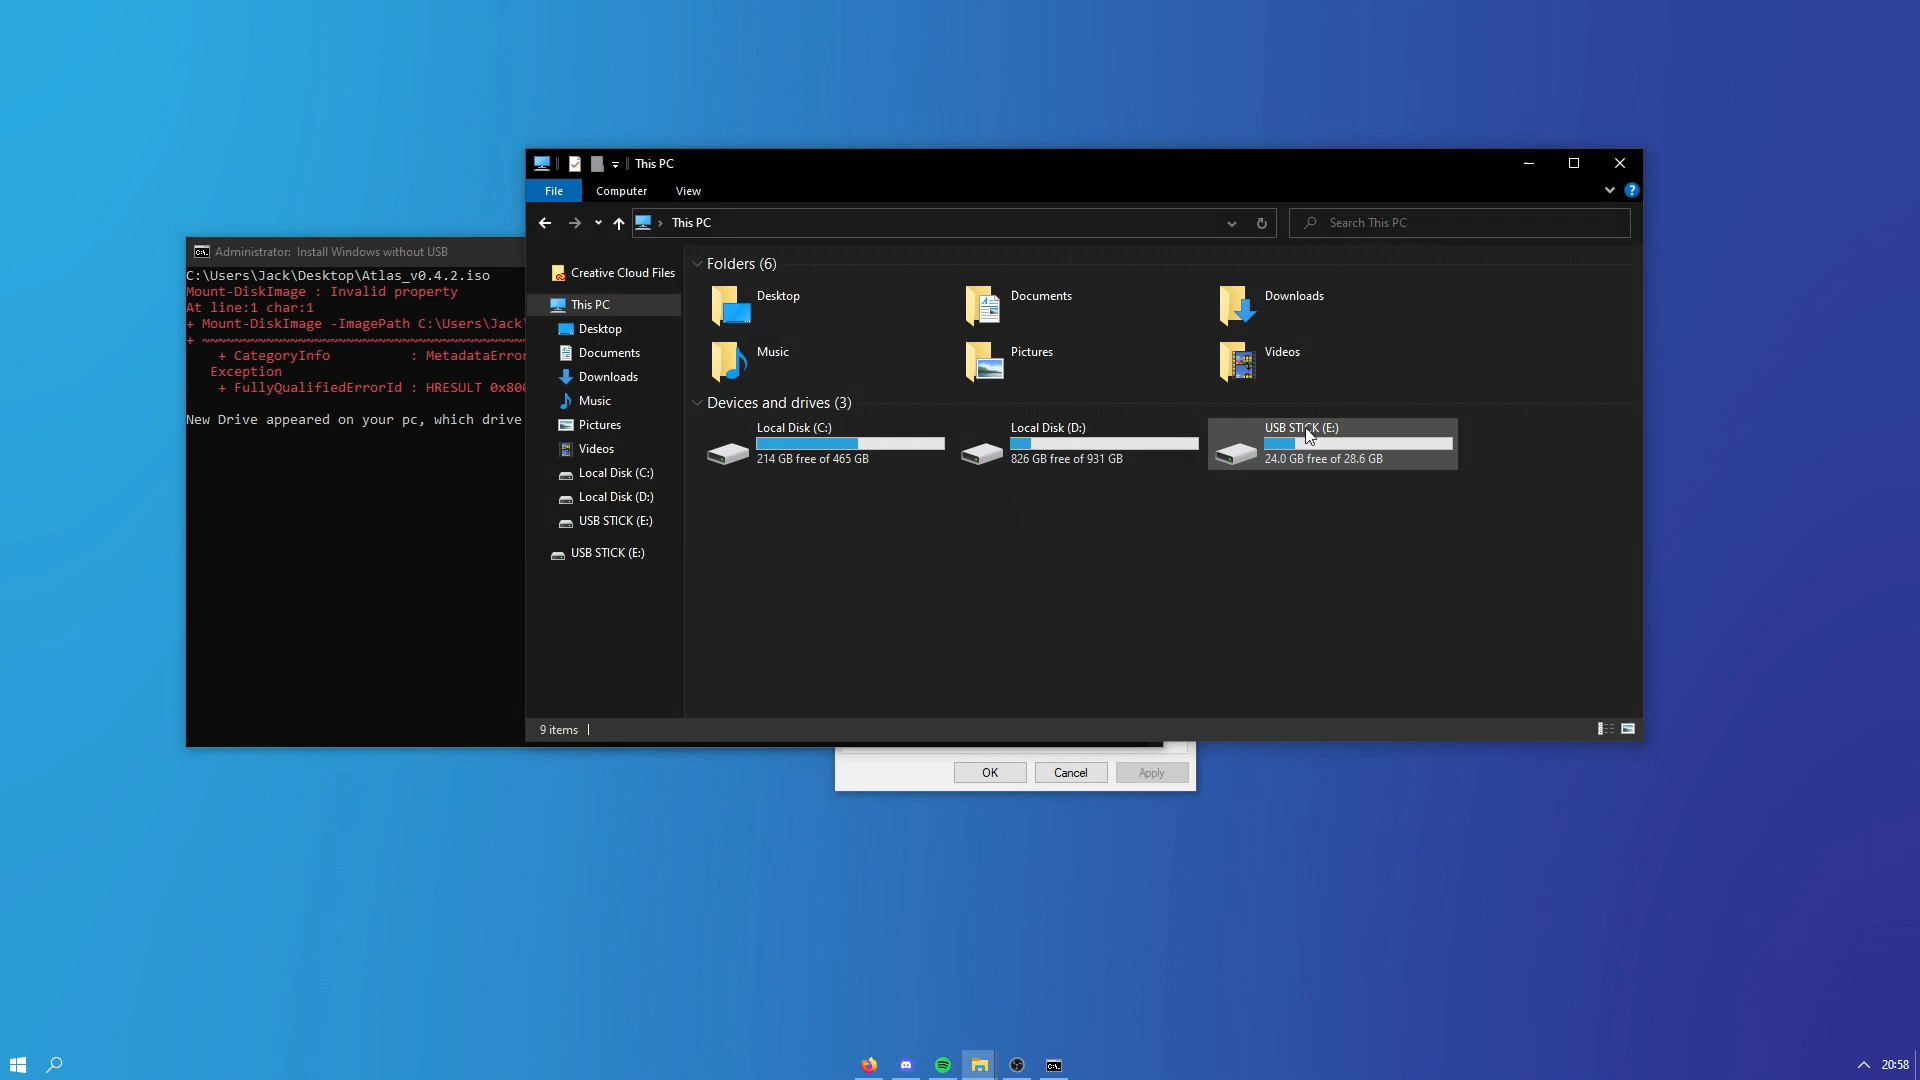 This PC
File
Computer
View
This PC
Search This PC
Administrator: Install Windows without USB
C:\Users\Jack\Desktop\Atlas_v0.4.2.iso
Mount-DiskImage : Invalid property
At line:1 char:1
+ Mount-DiskImage -ImagePath C:\Users\Jack\
+ ~~~~~~~~~~~~~~~~~~~~~~~~~~~~~~~~~~~~~~~~
+ CategoryInfo : MetadataError
Exception
+ FullyQualifiedErrorId : HRESULT 0x800
New Drive appeared on your pc, which drive
Creative Cloud Files
This PC
Desktop
Documents
Downloads
Music
Pictures
Videos
Local Disk (C:)
Local Disk (D:)
USB STICK (E:)
USB STICK (E:)
Folders (6)
Desktop
Documents
Downloads
Music
Pictures
Videos
Devices and drives (3)
Local Disk (C:)
214 GB free of 465 GB
Local Disk (D:)
826 GB free of 931 GB
USB STICK (E:)
24.0 GB free of 28.6 GB
9 items
OK
Cancel
Apply
20:58